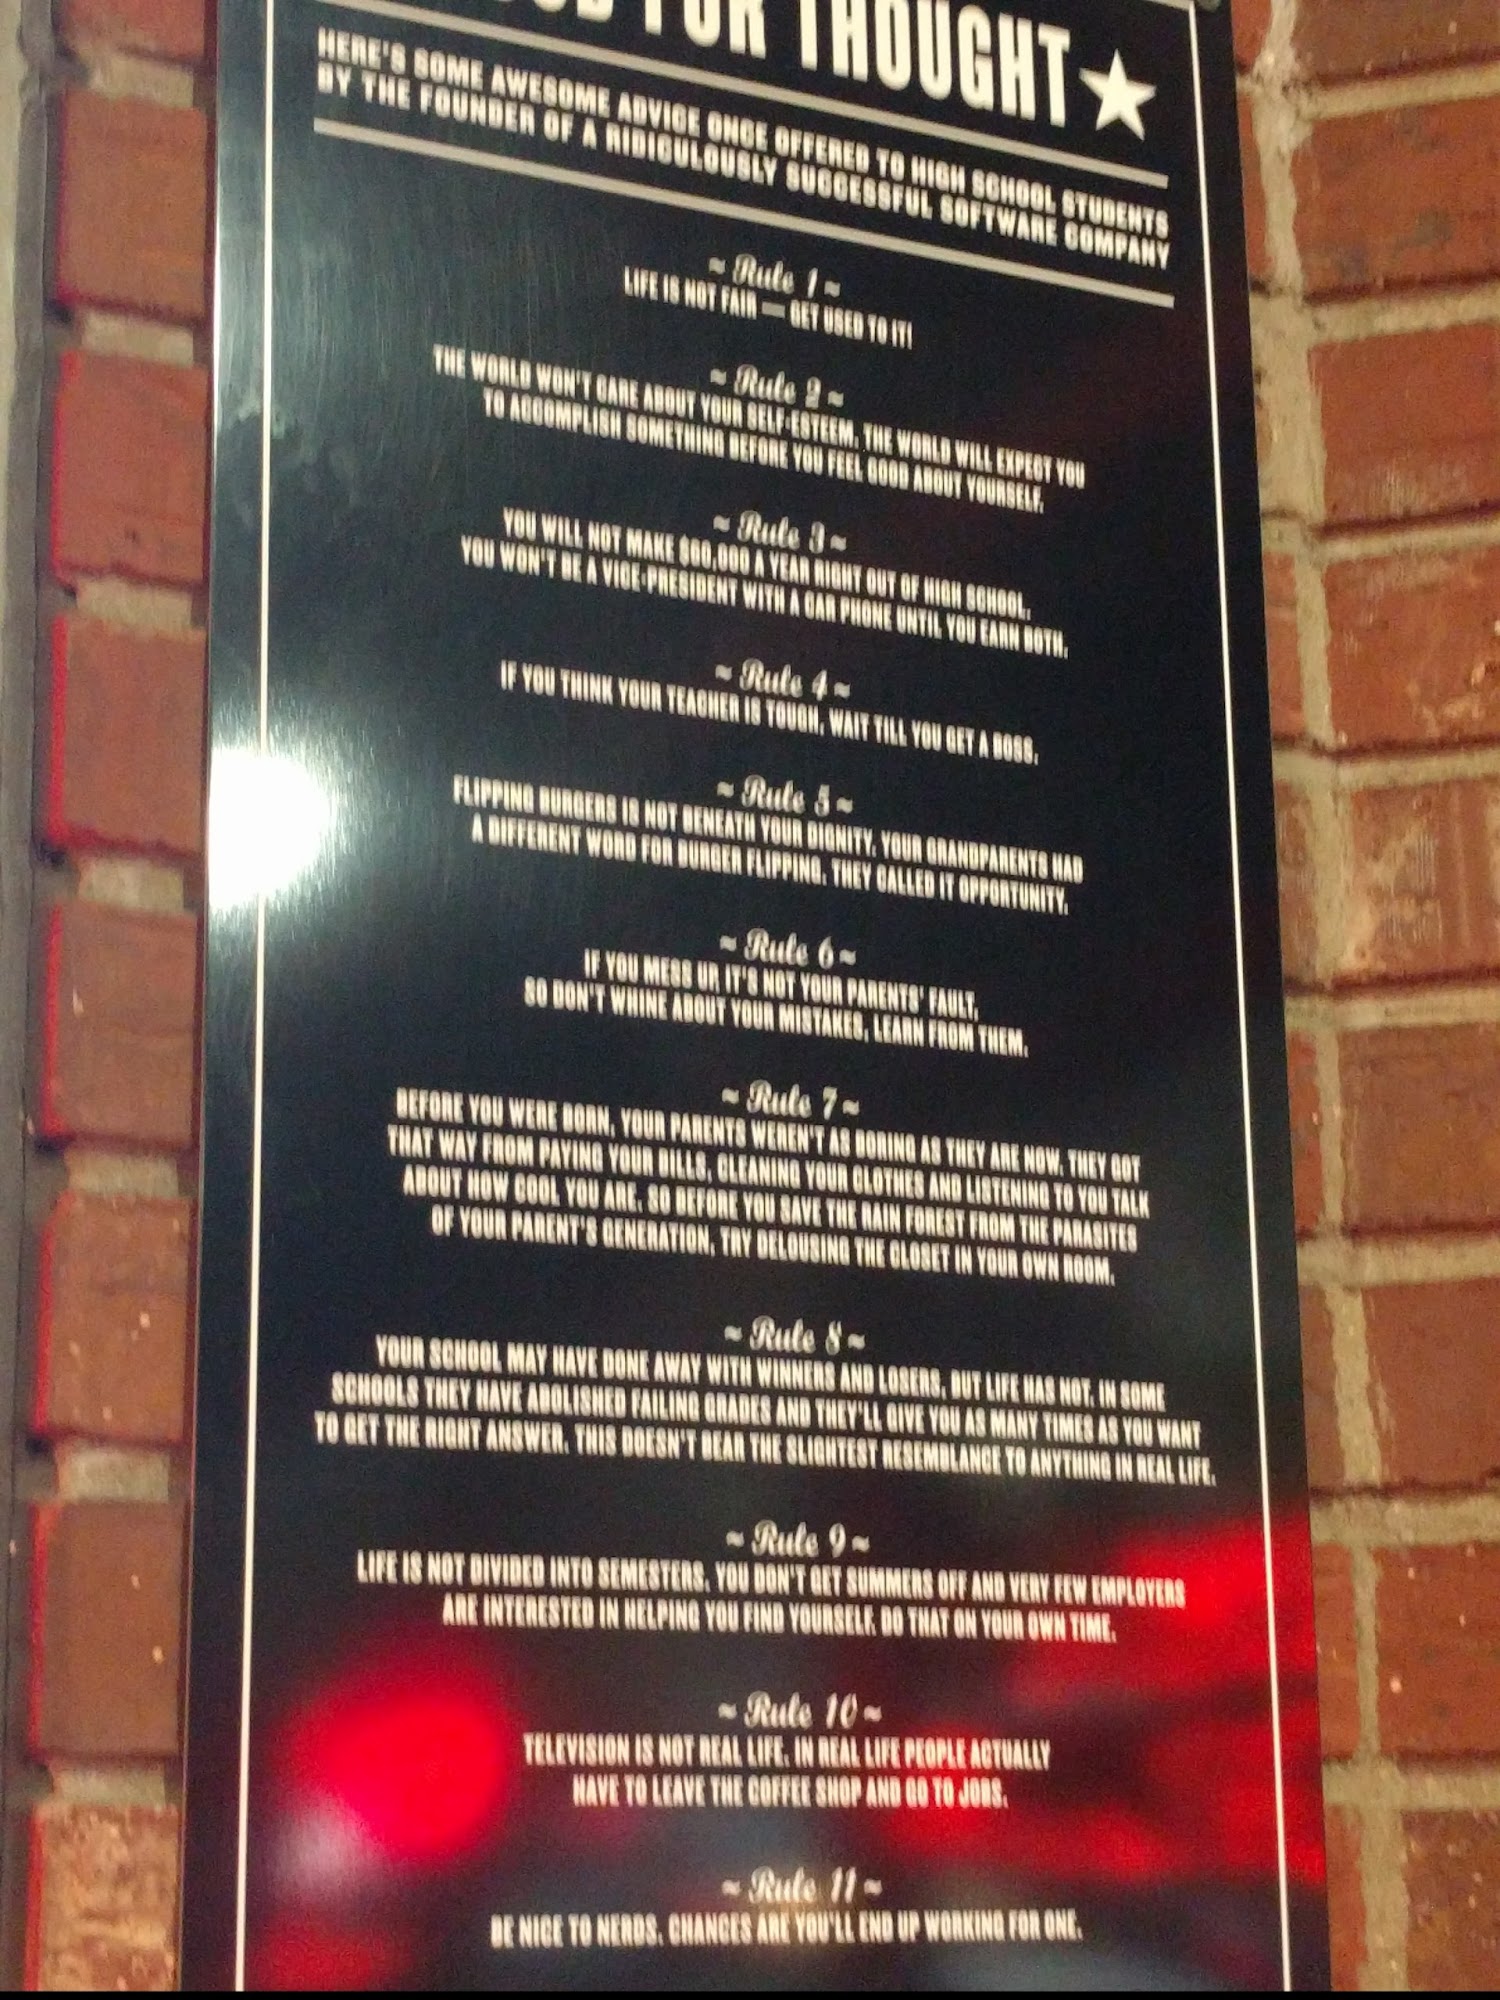 FOR THOUGHT
HERE'S SOME AWESOME ADVICE ONCE OFFERED TO HIGH SCHOOL STUDENTS
BY THE FOUNDER OF A RIDICULOUSLY SUCCESSFUL SOFTWARE COMPANY
~ Rule 1 ~
LIFE IS NOT FAIR — GET USED TO IT!
~ Rule 2 ~
THE WORLD WON'T CARE ABOUT YOUR SELF-ESTEEM. THE WORLD WILL EXPECT YOU
TO ACCOMPLISH SOMETHING BEFORE YOU FEEL GOOD ABOUT YOURSELF.
~ Rule 3 ~
YOU WILL NOT MAKE $60,000 A YEAR RIGHT OUT OF HIGH SCHOOL.
YOU WON'T BE A VICE-PRESIDENT WITH A CAR PHONE UNTIL YOU EARN BOTH.
~ Rule 4 ~
IF YOU THINK YOUR TEACHER IS TOUGH, WAIT TILL YOU GET A BOSS.
~ Rule 5 ~
FLIPPING BURGERS IS NOT BENEATH YOUR DIGNITY. YOUR GRANDPARENTS HAD
A DIFFERENT WORD FOR BURGER FLIPPING. THEY CALLED IT OPPORTUNITY.
~ Rule 6 ~
IF YOU MESS UP, IT'S NOT YOUR PARENTS' FAULT,
SO DON'T WHINE ABOUT YOUR MISTAKES, LEARN FROM THEM.
~ Rule 7 ~
BEFORE YOU WERE BORN, YOUR PARENTS WEREN'T AS BORING AS THEY ARE NOW. THEY GOT
THAT WAY FROM PAYING YOUR BILLS, CLEANING YOUR CLOTHES AND LISTENING TO YOU TALK
ABOUT HOW COOL YOU ARE. SO BEFORE YOU SAVE THE RAIN FOREST FROM THE PARASITES
OF YOUR PARENT'S GENERATION, TRY DELOUSING THE CLOSET IN YOUR OWN ROOM.
~ Rule 8 ~
YOUR SCHOOL MAY HAVE DONE AWAY WITH WINNERS AND LOSERS, BUT LIFE HAS NOT. IN SOME
SCHOOLS THEY HAVE ABOLISHED FAILING GRADES AND THEY'LL GIVE YOU AS MANY TIMES AS YOU WANT
TO GET THE RIGHT ANSWER. THIS DOESN'T BEAR THE SLIGHTEST RESEMBLANCE TO ANYTHING IN REAL LIFE.
~ Rule 9 ~
LIFE IS NOT DIVIDED INTO SEMESTERS. YOU DON'T GET SUMMERS OFF AND VERY FEW EMPLOYERS
ARE INTERESTED IN HELPING YOU FIND YOURSELF. DO THAT ON YOUR OWN TIME.
~ Rule 10 ~
TELEVISION IS NOT REAL LIFE. IN REAL LIFE PEOPLE ACTUALLY
HAVE TO LEAVE THE COFFEE SHOP AND GO TO JOBS.
~ Rule 11 ~
BE NICE TO NERDS. CHANCES ARE YOU'LL END UP WORKING FOR ONE.